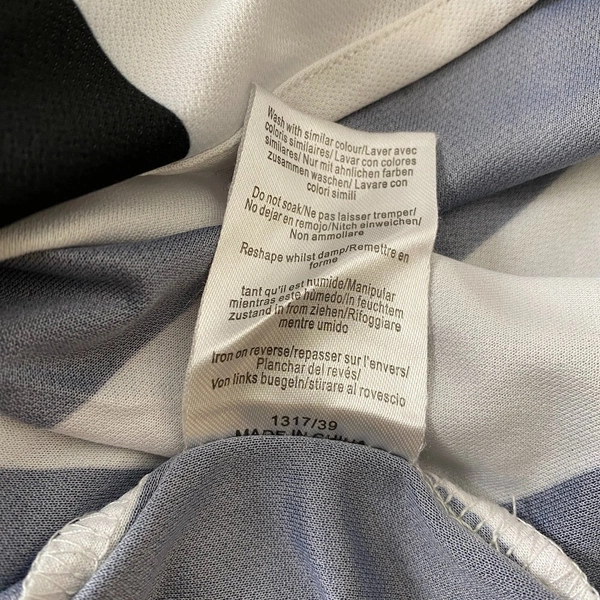 Wash with similar colour/Laver avec
coloris similaires/ Lavar con colores
similares/ Nur mit ahnlichen farben
zusammen waschen/ Lavare con
colori simili
Do not soak/Ne pas laisser tremper/
No dejar en remojo/Nitch einweichen/
Non ammollare
Reshape whilst damp/Remettre en
forme
tant qu'il est humide/Manipular
mientras esté húmedo/In feuchtem
zustand in from ziehen/Rifoggiare
mentre umido
Iron on reverse/repasser sur l'envers/
Planchar del revés/
Von links buegeln/stirare al rovescio
1317/39
MADE IN CHINA